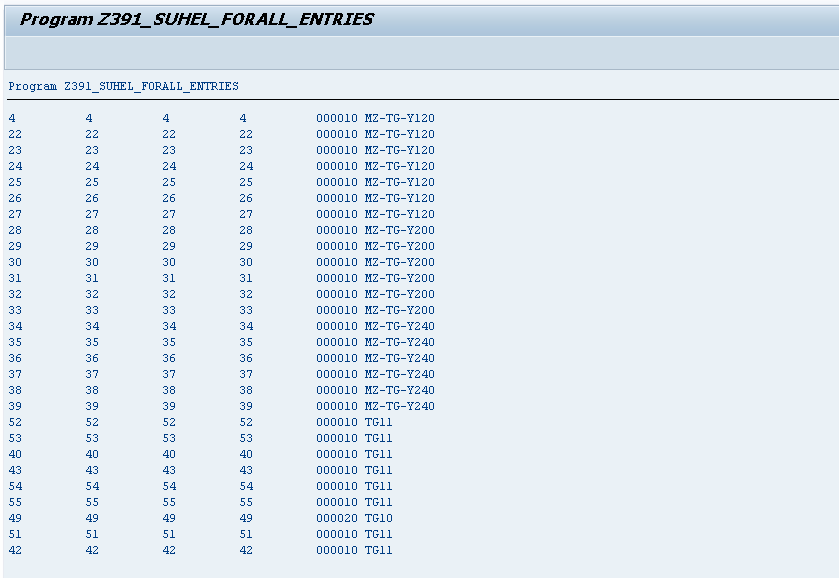 Program Z391_SUHEL_FORALL_ENTRIES
Program Z391_SUHEL_FORALL_ENTRIES
4 4 4 4 000010 MZ-TG-Y120
22 22 22 22 000010 MZ-TG-Y120
23 23 23 23 000010 MZ-TG-Y120
24 24 24 24 000010 MZ-TG-Y120
25 25 25 25 000010 MZ-TG-Y120
26 26 26 26 000010 MZ-TG-Y120
27 27 27 27 000010 MZ-TG-Y120
28 28 28 28 000010 MZ-TG-Y200
29 29 29 29 000010 MZ-TG-Y200
30 30 30 30 000010 MZ-TG-Y200
31 31 31 31 000010 MZ-TG-Y200
32 32 32 32 000010 MZ-TG-Y200
33 33 33 33 000010 MZ-TG-Y200
34 34 34 34 000010 MZ-TG-Y240
35 35 35 35 000010 MZ-TG-Y240
36 36 36 36 000010 MZ-TG-Y240
37 37 37 37 000010 MZ-TG-Y240
38 38 38 38 000010 MZ-TG-Y240
39 39 39 39 000010 MZ-TG-Y240
52 52 52 52 000010 TG11
53 53 53 53 000010 TG11
40 40 40 40 000010 TG11
43 43 43 43 000010 TG11
54 54 54 54 000010 TG11
55 55 55 55 000010 TG11
49 49 49 49 000020 TG10
51 51 51 51 000010 TG11
42 42 42 42 000010 TG11